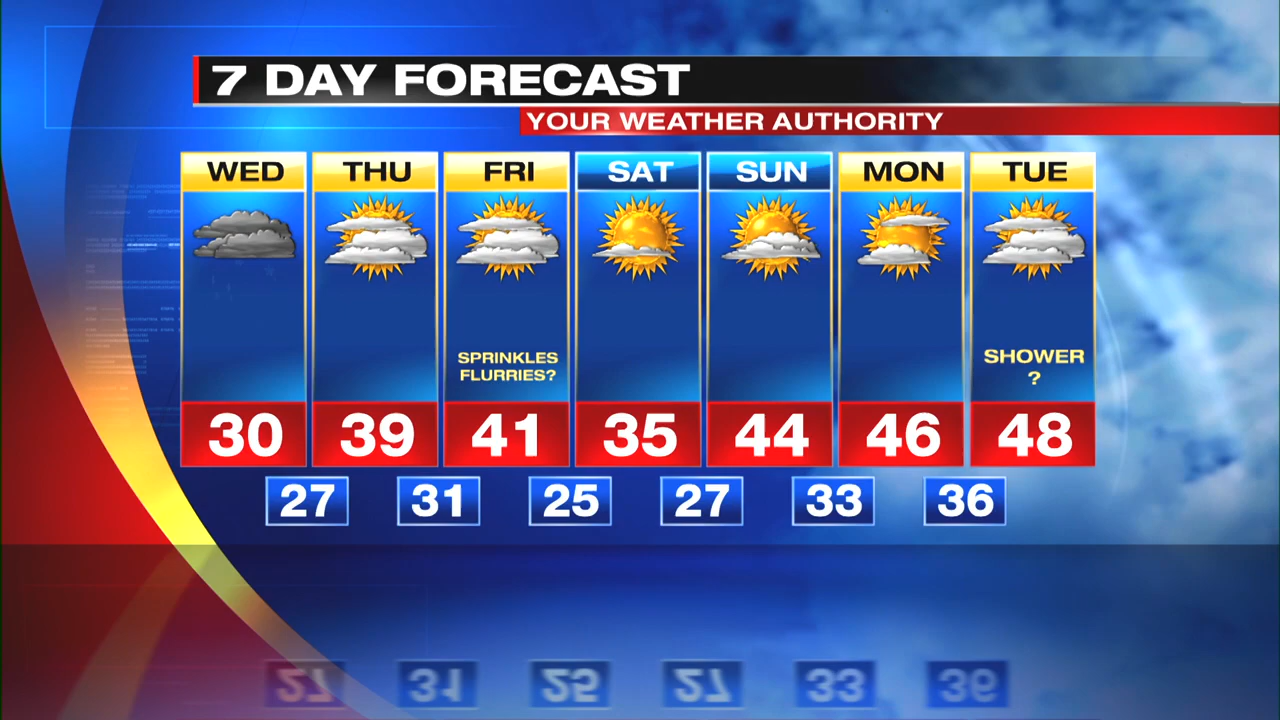 7 DAY FORECAST
YOUR WEATHER AUTHORITY
WED THU FRI SAT SUN MON TUE
SPRINKLES
FLURRIES?
SHOWER
?
30 39 41 35 44 46 48
27 31 25 27 33 36